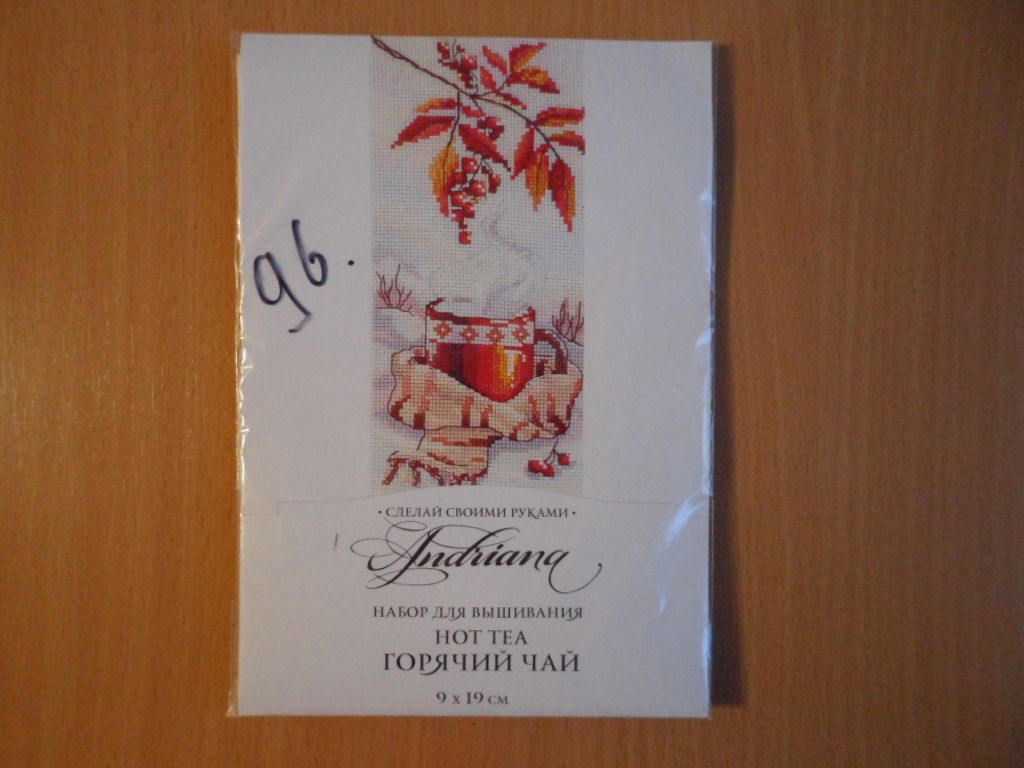 96.
• СДЕЛАЙ СВОИМИ РУКАМИ •
Andriana
НАБОР ДЛЯ ВЫШИВАНИЯ
HOT TEA
ГОРЯЧИЙ ЧАЙ
9 х 19 СМ